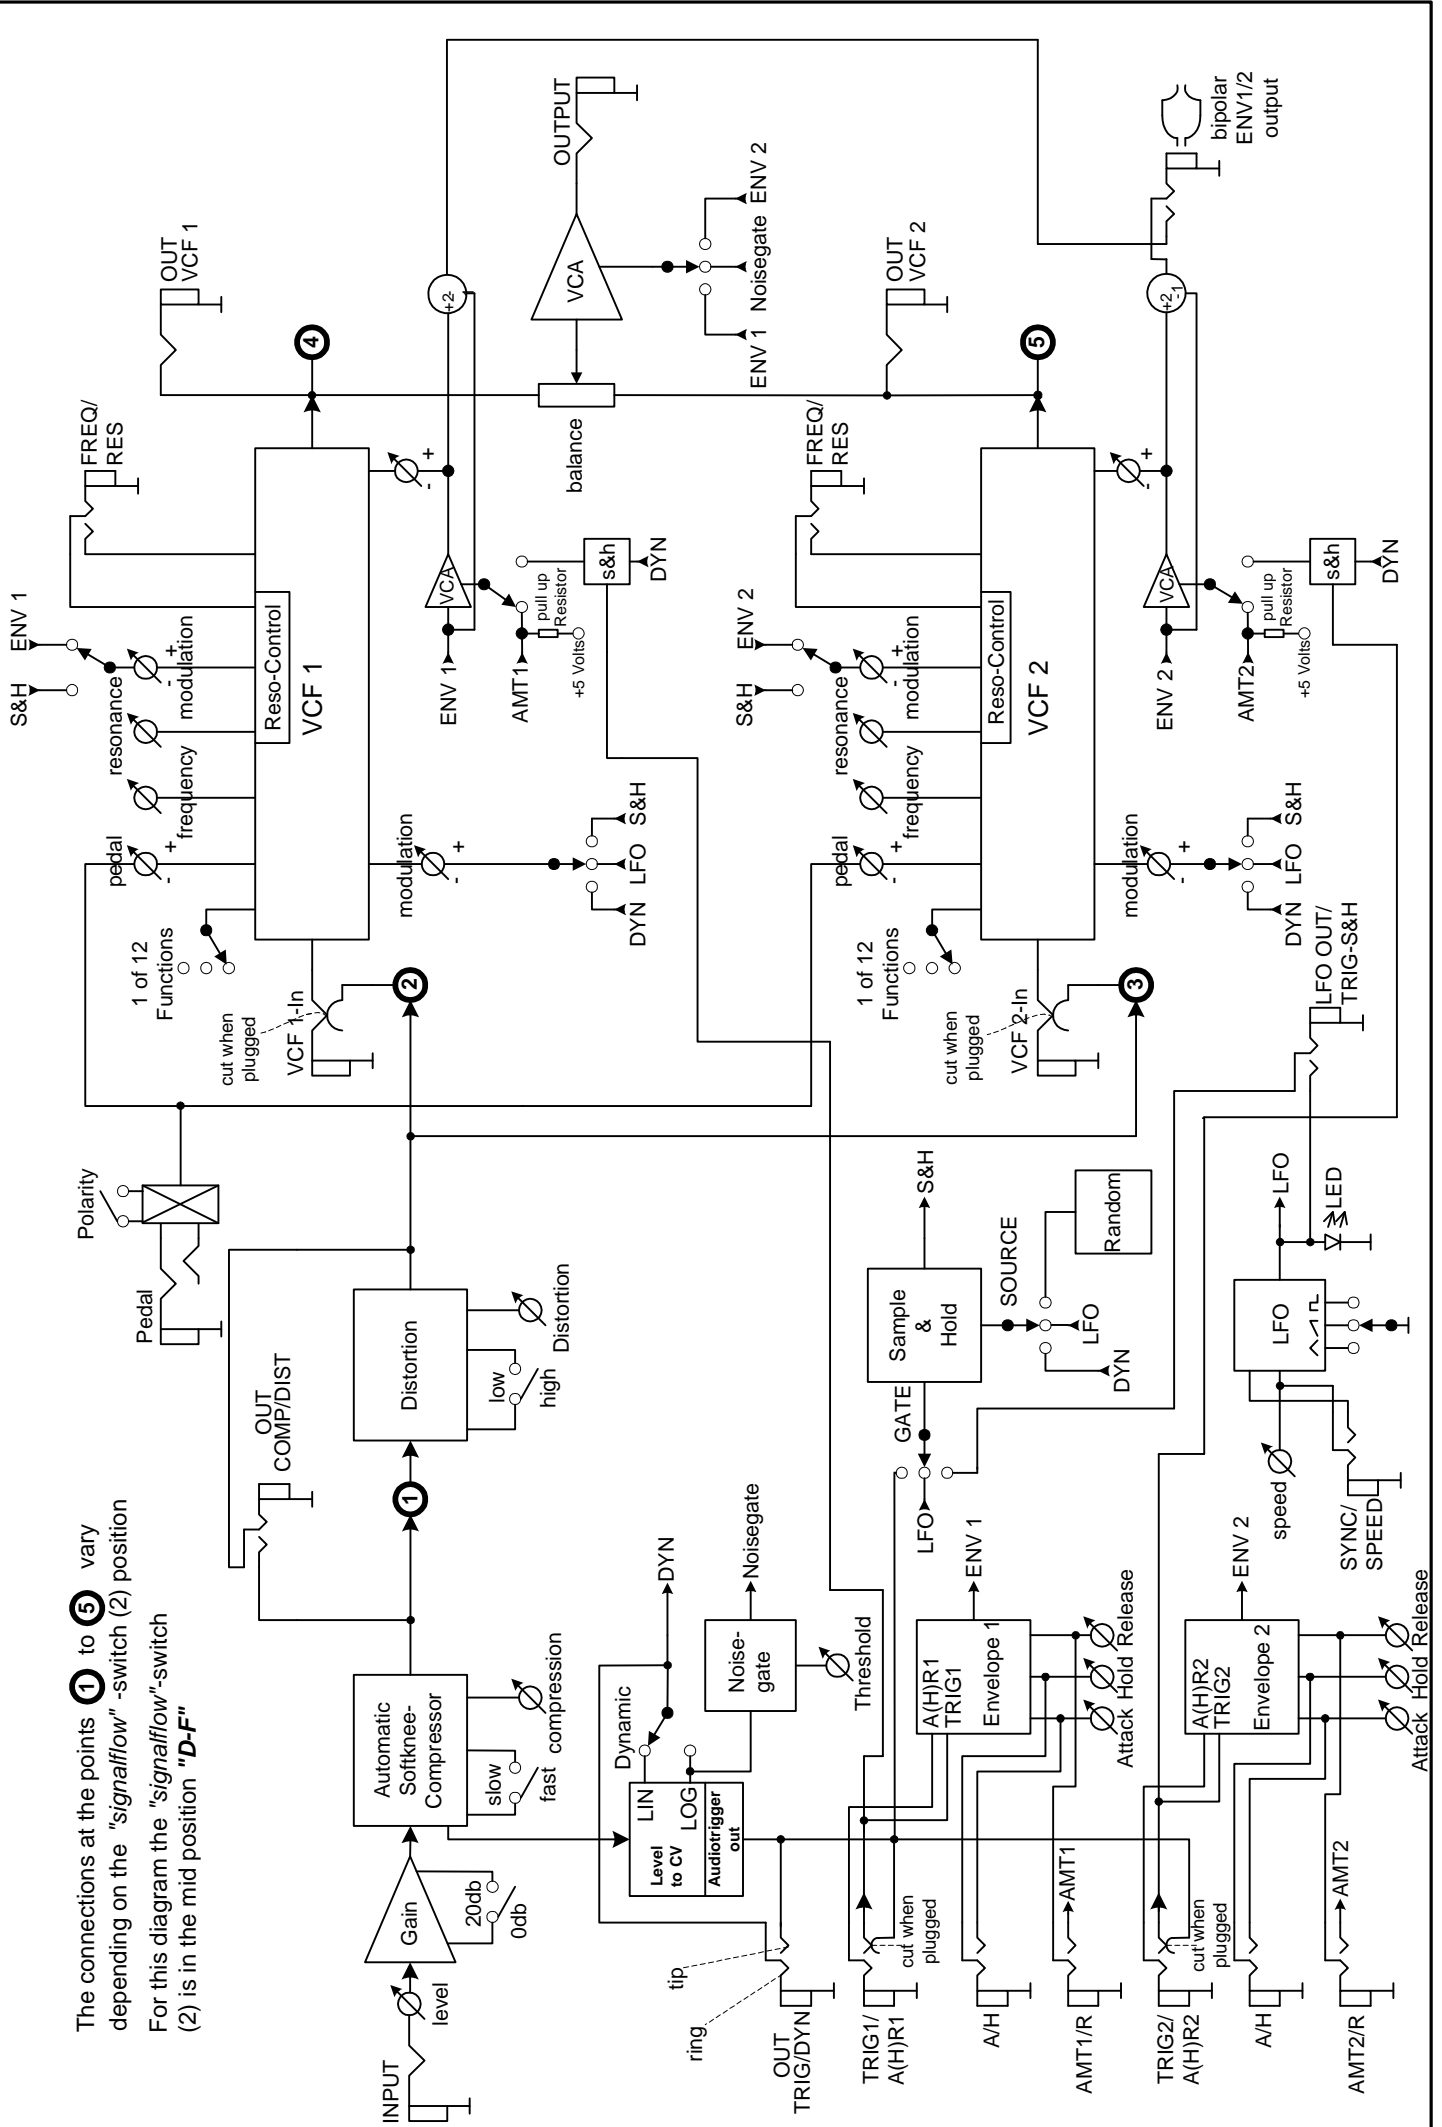 The connections at the points 1 to 5 vary
depending on the "signalflow" -switch (2) position
For this diagram the "signalflow"-switch
(2) is in the mid position "D-F"
INPUT
level
Gain
20db
0db
Automatic
Softknee-
Compressor
slow
fast
compression
OUT
COMP/DIST
1
Distortion
low
high
Distortion
Pedal
Polarity
2
3
cut when
plugged
VCF 1-In
1 of 12
Functions
pedal
- +
frequency
resonance
- +
modulation
S&H
ENV 1
FREQ/
RES
Reso-Control
VCF 1
modulation
- +
DYN
LFO
S&H
ENV 1
VCA
AMT1
+5 Volts
pull up
Resistor
s&h
DYN
- +
+2-
OUT
VCF 1
4
balance
VCA
OUTPUT
ENV 1
Noisegate
ENV 2
OUT
VCF 2
5
cut when
plugged
VCF 2-In
1 of 12
Functions
pedal
- +
frequency
resonance
- +
modulation
S&H
ENV 2
FREQ/
RES
Reso-Control
VCF 2
modulation
- +
DYN
LFO
S&H
ENV 2
VCA
AMT2
+5 Volts
pull up
Resistor
s&h
DYN
- +
+2
-1
bipolar
ENV1/2
output
LIN
LOG
Level
to CV
Audiotrigger
out
Dynamic
DYN
Noise-
gate
Noisegate
Threshold
tip
ring
OUT
TRIG/DYN
TRIG1/
A(H)R1
cut when
plugged
A/H
AMT1/R
AMT1
A(H)R1
TRIG1
Envelope 1
ENV 1
Attack
Hold
Release
TRIG2/
A(H)R2
cut when
plugged
A/H
AMT2/R
AMT2
A(H)R2
TRIG2
Envelope 2
ENV 2
Attack
Hold
Release
LFO
GATE
Sample
&
Hold
S&H
SOURCE
DYN
LFO
Random
speed
SYNC/
SPEED
LFO
LFO
LED
LFO OUT/
TRIG-S&H